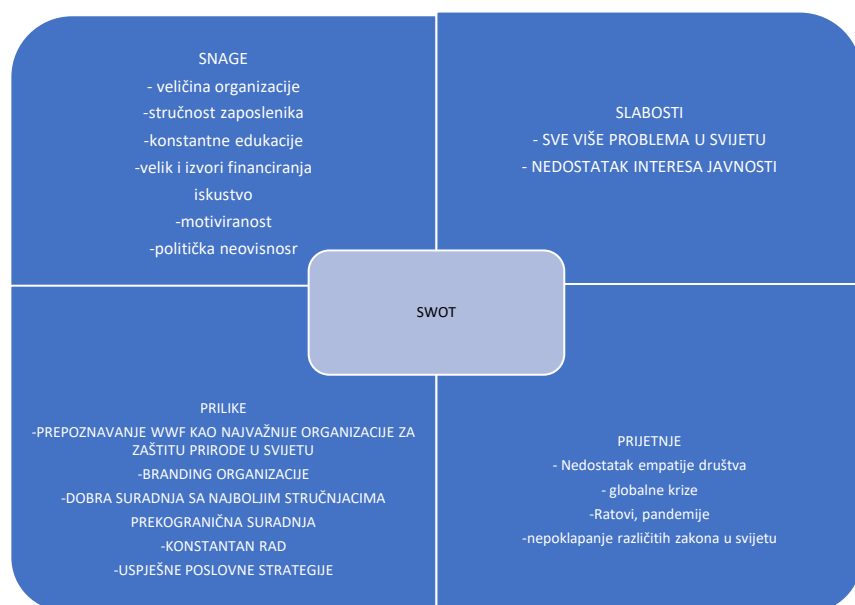 SNAGE
- veličina organizacije
-stručnost zaposlenika
-konstantne edukacije
-velik i izvori financiranja
iskustvo
-motiviranost
-politička neovisnosr
SLABOSTI
- SVE VIŠE PROBLEMA U SVIJETU
- NEDOSTATAK INTERESA JAVNOSTI
SWOT
PRILIKE
-PREPOZNAVANJE WWF KAO NAJVAŽNIJE ORGANIZACIJE ZA
ZAŠTITU PRIRODE U SVIJETU
-BRANDING ORGANIZACIJE
-DOBRA SURADNJA SA NAJBOLJIM STRUČNJACIMA
PREKOGRANIČNA SURADNJA
-KONSTANTAN RAD
-USPJEŠNE POSLOVNE STRATEGIJE
PRIJETNJE
- Nedostatak empatije društva
- globalne krize
-Ratovi, pandemije
-nepoklapanje različitih zakona u svijetu